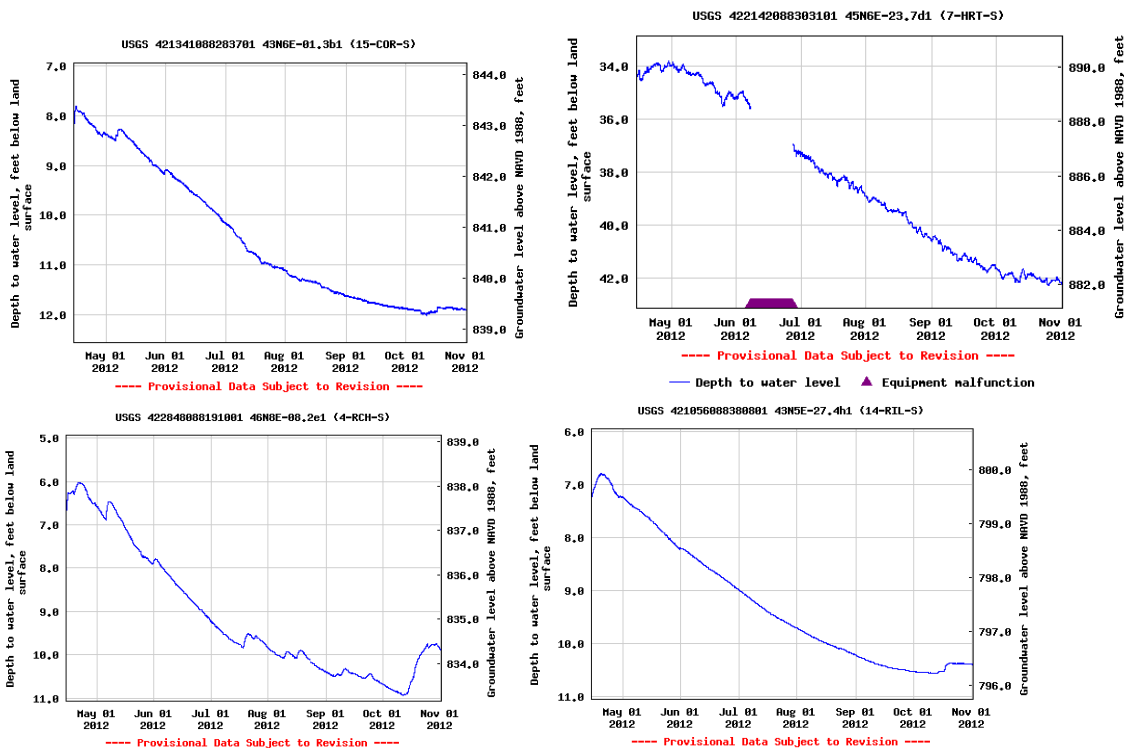 USGS 421341088283701 43N6E-01.3b1 (15-COR-S)
Depth to water level, feet below land
surface
7.0
8.0
9.0
10.0
11.0
12.0
844.0
843.0
842.0
841.0
840.0
839.0
Groundwater level above NAVD 1988, feet
May 01 Jun 01 Jul 01 Aug 01 Sep 01 Oct 01 Nov 01
2012 2012 2012 2012 2012 2012 2012
---- Provisional Data Subject to Revision ----
USGS 422142088303101 45N6E-23.7d1 (7-HRT-S)
Depth to water level, feet below land
surface
34.0
36.0
38.0
40.0
42.0
890.0
888.0
886.0
884.0
882.0
Groundwater level above NAVD 1988, feet
May 01 Jun 01 Jul 01 Aug 01 Sep 01 Oct 01 Nov 01
2012 2012 2012 2012 2012 2012 2012
---- Provisional Data Subject to Revision ----
Depth to water level Equipment malfunction
USGS 422848088191001 46N8E-08.2e1 (4-RCH-S)
Depth to water level, feet below land
surface
5.0
6.0
7.0
8.0
9.0
10.0
11.0
839.0
838.0
837.0
836.0
835.0
834.0
Groundwater level above NAVD 1988, feet
May 01 Jun 01 Jul 01 Aug 01 Sep 01 Oct 01 Nov 01
2012 2012 2012 2012 2012 2012 2012
---- Provisional Data Subject to Revision ----
USGS 421056088380801 43N5E-27.4h1 (14-RIL-S)
Depth to water level, feet below land
surface
6.0
7.0
8.0
9.0
10.0
11.0
800.0
799.0
798.0
797.0
796.0
Groundwater level above NAVD 1988, feet
May 01 Jun 01 Jul 01 Aug 01 Sep 01 Oct 01 Nov 01
2012 2012 2012 2012 2012 2012 2012
---- Provisional Data Subject to Revision ----